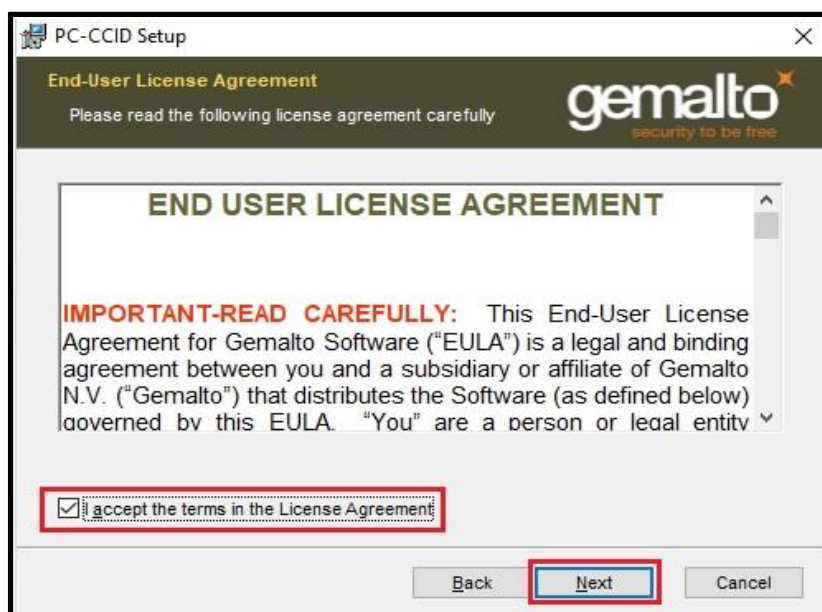 PC-CCID Setup
End-User License Agreement
Please read the following license agreement carefully
gemalto
security to be free
END USER LICENSE AGREEMENT
IMPORTANT-READ CAREFULLY: This End-User License
Agreement for Gemalto Software (“EULA”) is a legal and binding
agreement between you and a subsidiary or affiliate of Gemalto
N.V. (“Gemalto”) that distributes the Software (as defined below)
governed by this EULA. “You” are a person or legal entity
I accept the terms in the License Agreement
Back
Next
Cancel